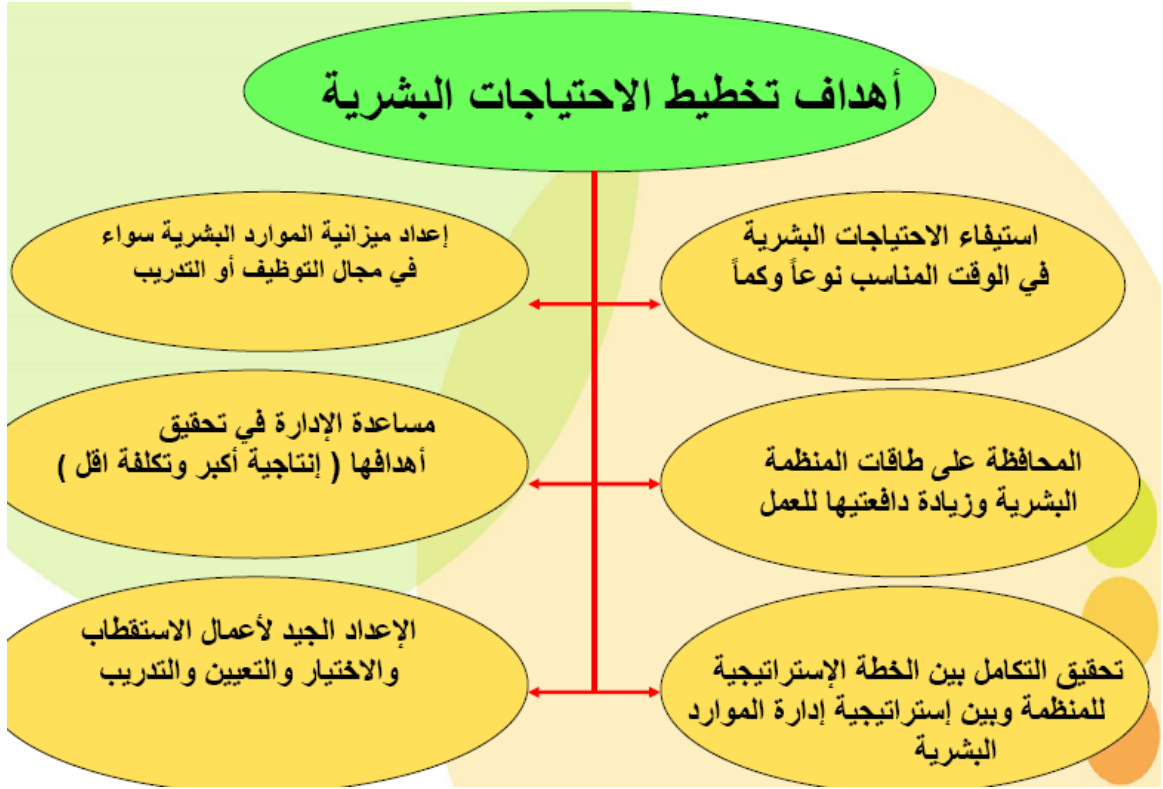 أهداف تخطيط الاحتياجات البشرية
استيفاء الاحتياجات البشرية
في الوقت المناسب نوعاً وكماً
إعداد ميزانية الموارد البشرية سواء
في مجال التوظيف أو التدريب
المحافظة على طاقات المنظمة
البشرية وزيادة دافعتيها للعمل
مساعدة الإدارة في تحقيق
أهدافها ( إنتاجية أكبر وتكلفة اقل )
تحقيق التكامل بين الخطة الإستراتيجية
للمنظمة وبين إستراتيجية إدارة الموارد
البشرية
الإعداد الجيد لأعمال الاستقطاب
والاختيار والتعيين والتدريب